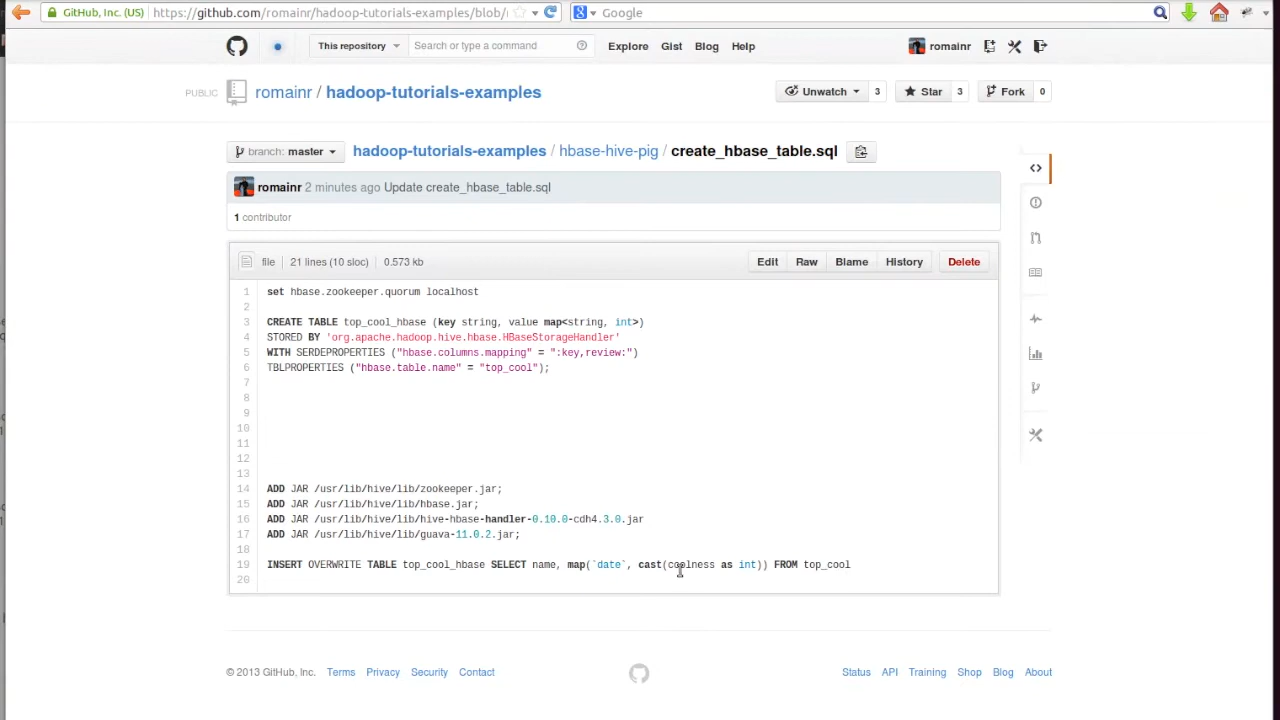 GitHub, Inc. (US) https://github.com/romainr/hadoop-tutorials-examples/blob/ Google
This repository Search or type a command Explore Gist Blog Help romainr
PUBLIC romainr / hadoop-tutorials-examples Unwatch 3 Star 3 Fork 0
branch: master hadoop-tutorials-examples / hbase-hive-pig / create_hbase_table.sql
romainr 2 minutes ago Update create_hbase_table.sql
1 contributor
file 21 lines (10 sloc) 0.573 kb Edit Raw Blame History Delete
1 set hbase.zookeeper.quorum localhost
2
3 CREATE TABLE top_cool_hbase (key string, value map<string, int>)
4 STORED BY 'org.apache.hadoop.hive.hbase.HBaseStorageHandler'
5 WITH SERDEPROPERTIES ("hbase.columns.mapping" = ":key,review:")
6 TBLPROPERTIES ("hbase.table.name" = "top_cool");
7
8
9
10
11
12
13
14 ADD JAR /usr/lib/hive/lib/zookeeper.jar;
15 ADD JAR /usr/lib/hive/lib/hbase.jar;
16 ADD JAR /usr/lib/hive/lib/hive-hbase-handler-0.10.0-cdh4.3.0.jar
17 ADD JAR /usr/lib/hive/lib/guava-11.0.2.jar;
18
19 INSERT OVERWRITE TABLE top_cool_hbase SELECT name, map(`date`, cast(coolness as int)) FROM top_cool
20
© 2013 GitHub, Inc. Terms Privacy Security Contact Status API Training Shop Blog About